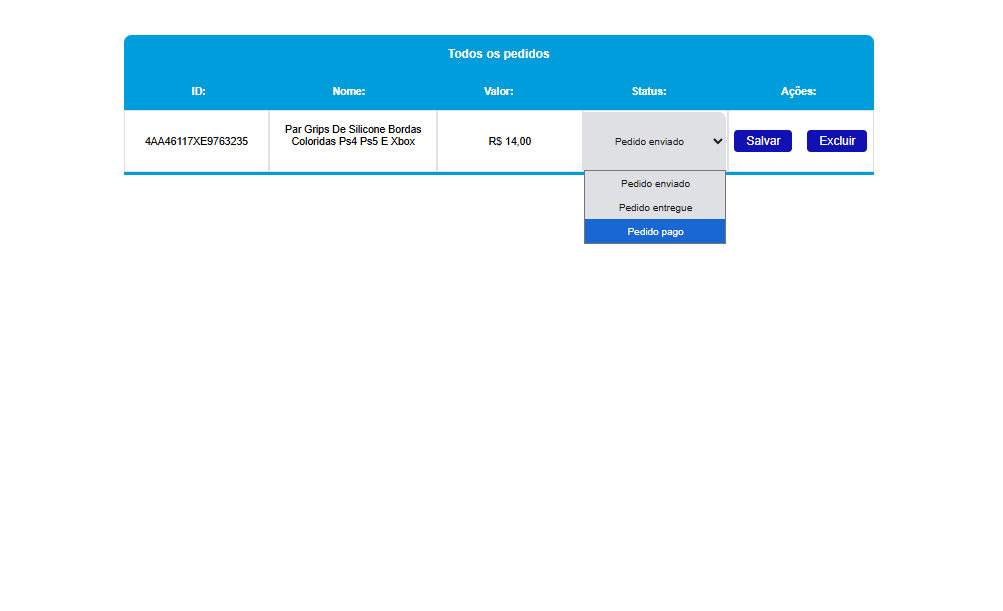 Todos os pedidos
ID:
Nome:
Valor:
Status:
Ações:
4AA46117XE9763235
Par Grips De Silicone Bordas
Coloridas Ps4 Ps5 E Xbox
R$ 14,00
Pedido enviado
Salvar
Excluir
Pedido enviado
Pedido entregue
Pedido pago